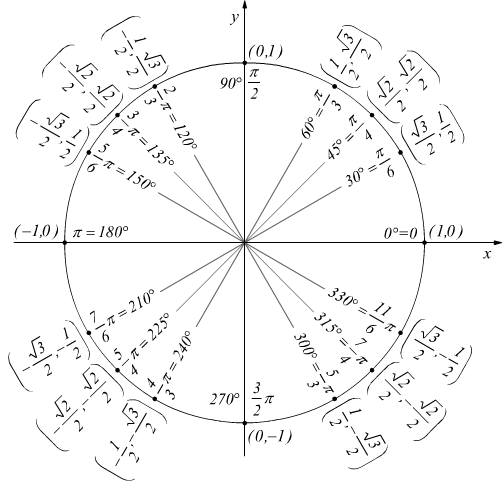 y
(0,1)
90° π/2
(-1/2, √3/2)
2/3 π = 120°
(-√2/2, √2/2)
3/4 π = 135°
(-√3/2, 1/2)
5/6 π = 150°
(1/2, √3/2)
60° = π/3
(√2/2, √2/2)
45° = π/4
(√3/2, 1/2)
30° = π/6
(−1,0) π = 180°
0° = 0 (1,0)
x
7/6 π = 210°
(-√3/2, -1/2)
5/4 π = 225°
(-√2/2, -√2/2)
4/3 π = 240°
(-1/2, -√3/2)
330° = 11/6 π
(√3/2, -1/2)
315° = 7/4 π
(√2/2, -√2/2)
300° = 5/3 π
(1/2, -√3/2)
270° 3/2 π
(0,−1)